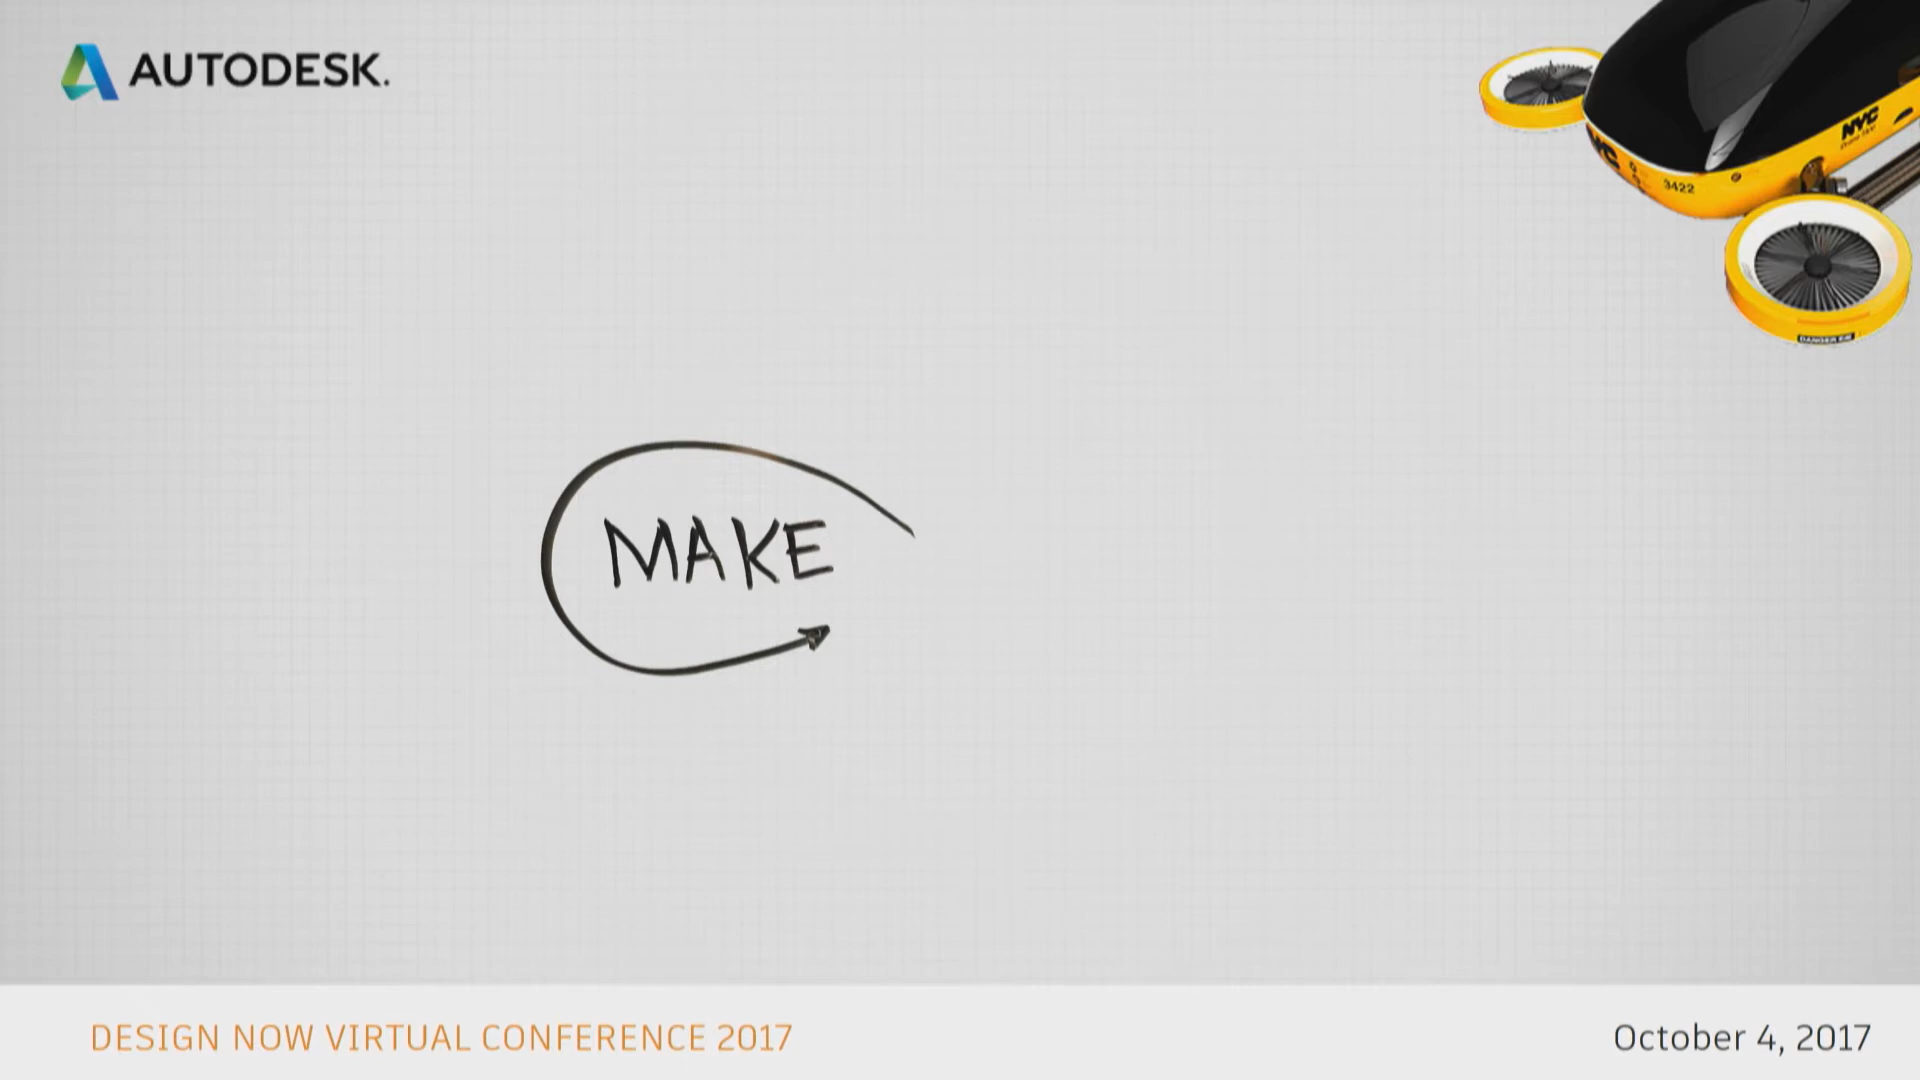 AUTODESK.
NYC
3422
MAKE
DESIGN NOW VIRTUAL CONFERENCE 2017
October 4, 2017